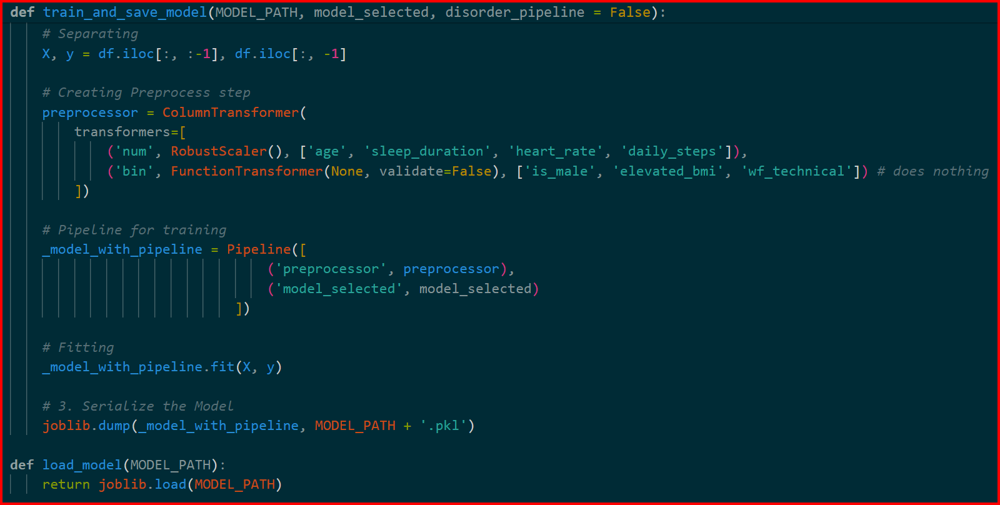 def train_and_save_model(MODEL_PATH, model_selected, disorder_pipeline = False):
# Separating
X, y = df.iloc[:, :-1], df.iloc[:, -1]
# Creating Preprocess step
preprocessor = ColumnTransformer(
transformers=[
('num', RobustScaler(), ['age', 'sleep_duration', 'heart_rate', 'daily_steps']),
('bin', FunctionTransformer(None, validate=False), ['is_male', 'elevated_bmi', 'wf_technical']) # does nothing
])
# Pipeline for training
_model_with_pipeline = Pipeline([
('preprocessor', preprocessor),
('model_selected', model_selected)
])
# Fitting
_model_with_pipeline.fit(X, y)
# 3. Serialize the Model
joblib.dump(_model_with_pipeline, MODEL_PATH + '.pkl')
def load_model(MODEL_PATH):
return joblib.load(MODEL_PATH)